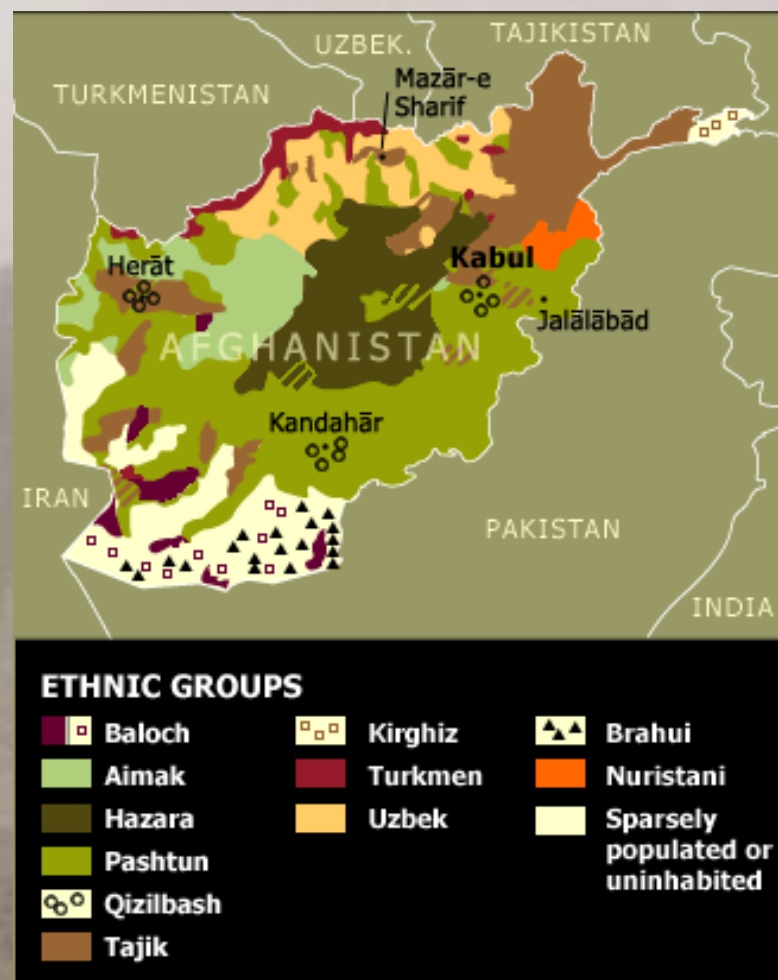 UZBEK.
TAJIKISTAN
TURKMENISTAN
Mazār-e
Sharif
Herāt
Kabul
Jalālābād
AFGHANISTAN
Kandahār
IRAN
PAKISTAN
INDIA
ETHNIC GROUPS
Baloch
Aimak
Hazara
Pashtun
Qizilbash
Tajik
Kirghiz
Turkmen
Uzbek
Brahui
Nuristani
Sparsely
populated or
uninhabited